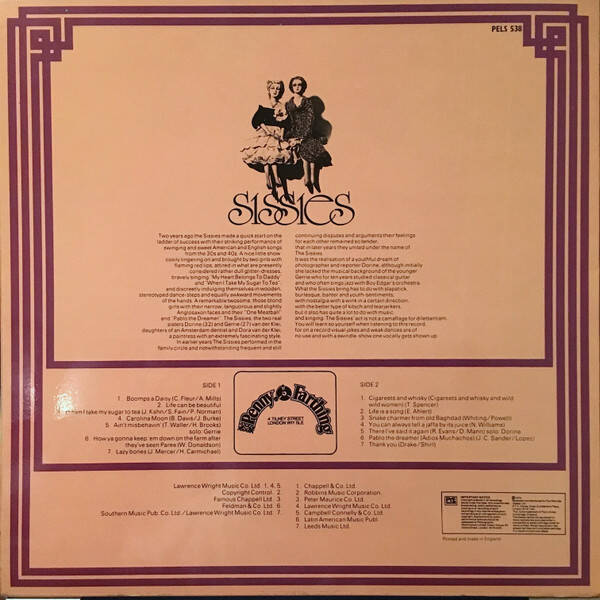 PELS 538
SISSIES
Two years ago the Sissies made a quick start on the
ladder of success with their striking performance of
swinging and sweet American and English songs
from the 30s and 40s. A nice little show
cosily lingering on and brought by two girls with
flaming red lips, attired in what are presently
considered rather dull glitter-dresses,
bravely singing "My Heart Belongs To Daddy"
and "When I Take My Sugar To Tea"
and discreetly indulging themselves in wooden,
stereotyped dance-steps and equally awkward movements
of the hands. A remarkable twosome, those blond
girls with their narrow, languorous and slightly
Anglosaxon faces and their "One Meatball"
and "Pablo the Dreamer". The Sissies, the two real
sisters Dorine (32) and Gerrie (27) van der Klei,
daughters of an Amsterdam dentist and Dora van der Klei,
a paintress with an extremely fascinating style.
In earlier years The Sissies performed in the
family circle and notwithstanding frequent and still
continuing disputes and arguments their feelings
for each other remained so tender,
that in later years they united under the name of
The Sissies.
It was the realisation of a youthful dream of
photographer and reporter Dorine, although initially
she lacked the musical background of the younger
Gerrie who for ten years studied classical guitar
and who often sings jazz with Boy Edgar's orchestra.
What the Sissies bring has to do with slapstick,
burlesque, banter and youth-sentiments,
with nostalgia with a wink in a certain direction,
with the better type of kitsch and tearjerkers,
but it also has quite a lot to do with music
and singing. The Sissies' act is not a camouflage for dilettantism.
You will learn so yourself when listening to this record,
for on a record visual jokes and weak dances are of
no use and with a swindle-show one vocally gets shown up.
SIDE 1
1. Boomps a Daisy (C. Fleur/A. Mills)
2. Life can be beautiful
3. When I take my sugar to tea (J. Kahn/S. Fain/P. Norman)
4. Carolina Moon (B. Davis/J. Burke)
5. Ain't misbehavin' (T. Waller/H. Brooks)
solo: Gerrie
6. How ya gonna keep 'em down on the farm after
they've seen Paree (W. Donaldson)
7. Lazy bones (J. Mercer/H. Carmichael)
Penny Farthing
4 TILNEY STREET
LONDON W1Y 5LE
SIDE 2
1. Cigareets and whisky (Cigareets and whisky and wild
wild women) (T. Spencer)
2. Life is a song (E. Ahlert)
3. Snake charmer from old Baghdad (Whiting/Powell)
4. You can always tell a jaffa by its juice (N. Williams)
5. There I've said it again (R. Evans/D. Mann) solo: Dorine
6. Pablo the dreamer (Adios Muchachos) (J. C. Sander/Lopes)
7. Thank you (Drake/Shirl)
Lawrence Wright Music Co. Ltd. 1. 4. 5.
Copyright Control. 2.
Famous Chappell Ltd. 3.
Feldman & Co. Ltd. 6.
Southern Music Pub. Co. Ltd./Lawrence Wright Music Co. Ltd. 7.
1. Chappell & Co. Ltd.
2. Robbins Music Corporation.
3. Peter Maurice Co. Ltd.
4. Lawrence Wright Music Co. Ltd.
5. Campbell Connelly & Co. Ltd.
6. Latin American Music Publ.
7. Leeds Music Ltd.
PYE
IMPORTANT NOTICE
Printed and made in England